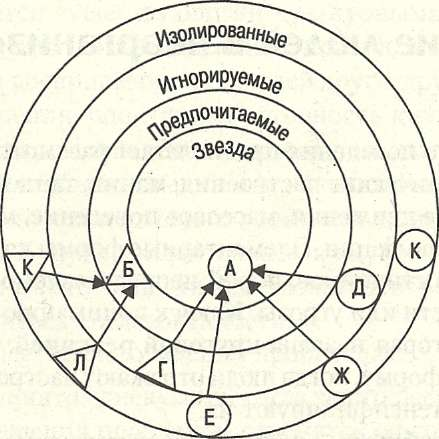 Изолированные
Игнорируемые
Предпочитаемые
Звезда
К
К
Б
А
Д
Л
Г
Ж
Е